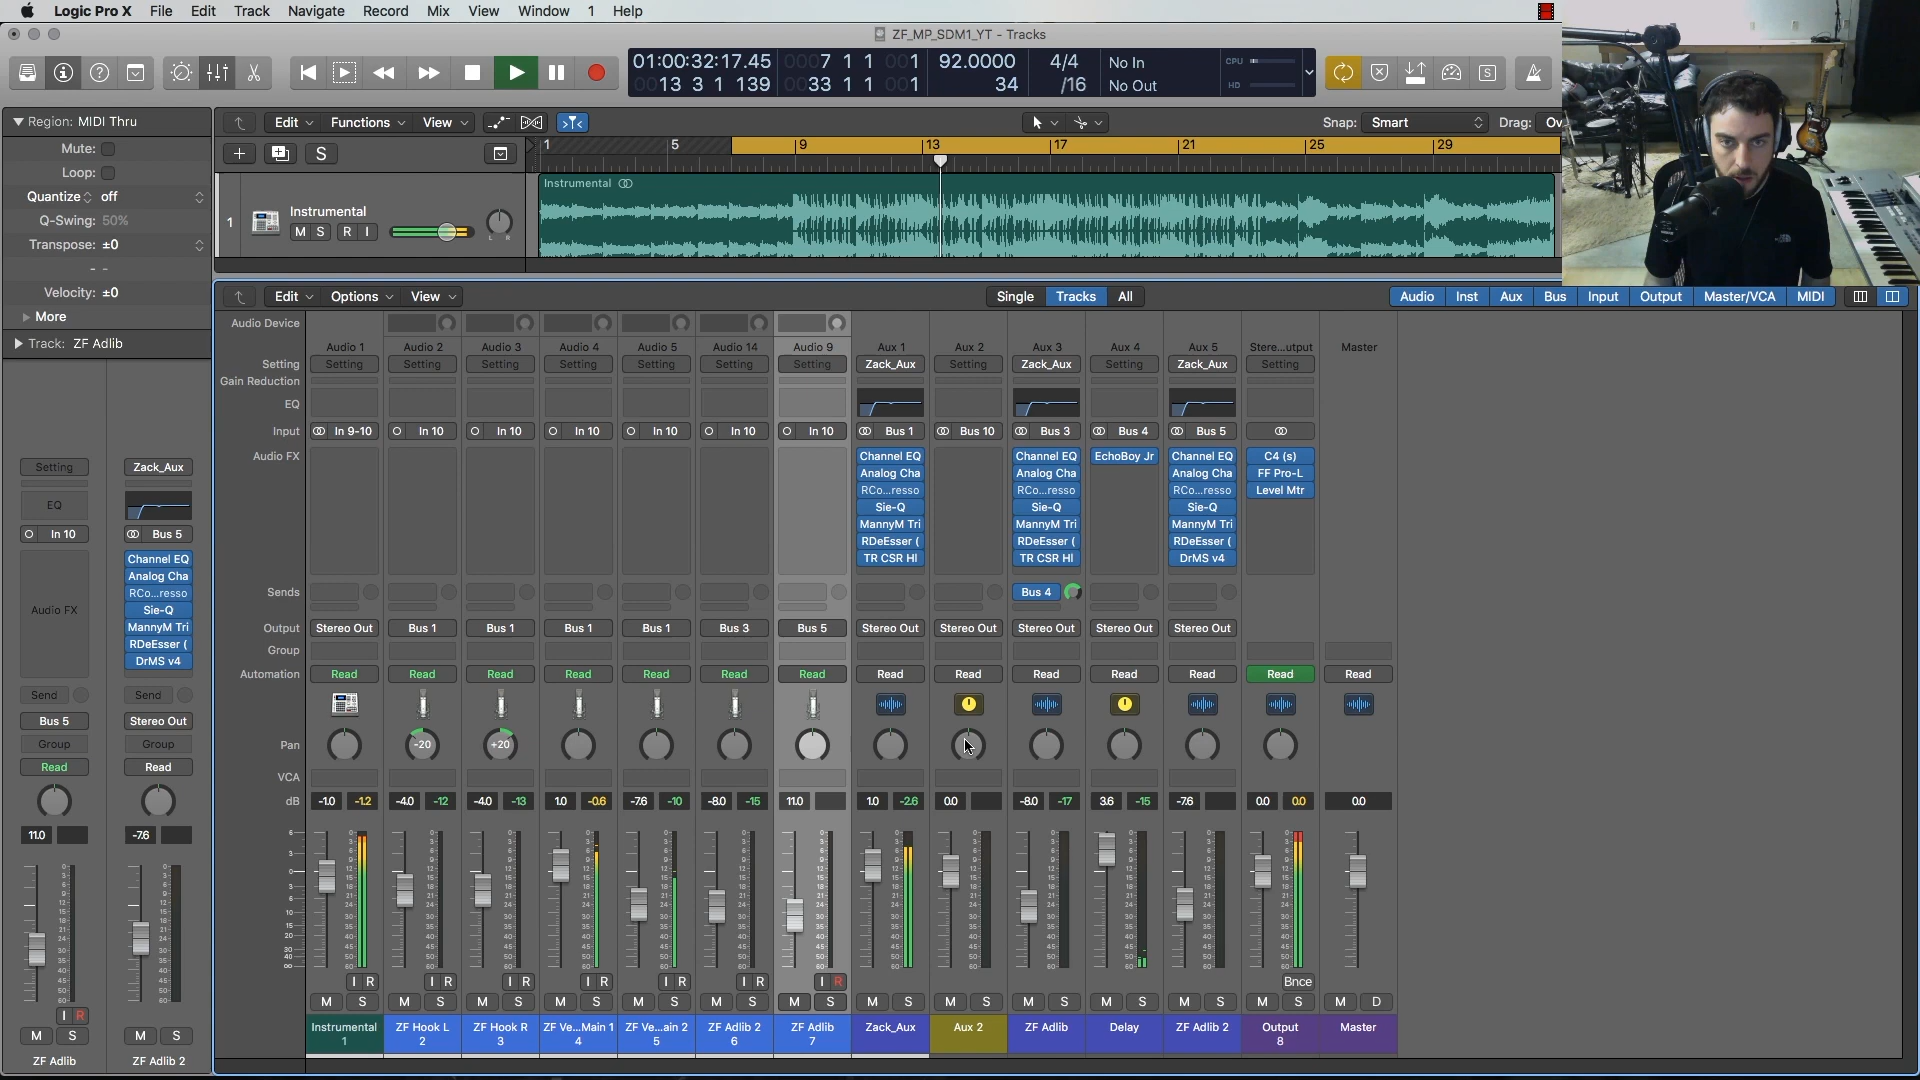 Logic Pro X File Edit Track Navigate Record Mix View Window 1 Help
ZF_MP_SDM1_YT - Tracks
01:00:32:17.45 0007 1 1 001 92.0000 4/4 No In CPU
0013 3 1 139 0033 1 1 001 34 /16 No Out HD
Region: MIDI Thru
Mute:
Loop:
Quantize off
Q-Swing: 50%
Transpose: ±0
- -
Velocity: ±0
More
Track: ZF Adlib
Edit Functions View Snap: Smart Drag: Ov
S 1 5 9 13 17 21 25 29
Instrumental
1 Instrumental
M S R I
L R
Edit Options View Single Tracks All Audio Inst Aux Bus Input Output Master/VCA MIDI
Audio Device
Audio 1 Audio 2 Audio 3 Audio 4 Audio 5 Audio 14 Audio 9 Aux 1 Aux 2 Aux 3 Aux 4 Aux 5 Stere...utput Master
Setting Setting Setting Setting Setting Setting Setting Setting Zack_Aux Setting Zack_Aux Setting Zack_Aux Setting
Gain Reduction
EQ
Input In 9-10 In 10 In 10 In 10 In 10 In 10 In 10 Bus 1 Bus 10 Bus 3 Bus 4 Bus 5
Audio FX Channel EQ Channel EQ EchoBoy Jr Channel EQ C4 (s)
Analog Cha Analog Cha Analog Cha FF Pro-L
RCo...resso RCo...resso RCo...resso Level Mtr
Sie-Q Sie-Q Sie-Q
MannyM Tri MannyM Tri MannyM Tri
RDeEsser ( RDeEsser ( RDeEsser (
TR CSR Hl TR CSR Hl DrMS v4
Sends Bus 4
Output Stereo Out Bus 1 Bus 1 Bus 1 Bus 1 Bus 3 Bus 5 Stereo Out Stereo Out Stereo Out Stereo Out Stereo Out
Group
Automation Read Read Read Read Read Read Read Read Read Read Read Read Read Read
Pan -20 +20
VCA
dB -1.0 -1.2 -4.0 -12 -4.0 -13 1.0 -0.6 -7.6 -10 -8.0 -15 11.0 1.0 -2.6 0.0 -8.0 -17 3.6 -15 -7.6 0.0 0.0 0.0
I R I R I R I R I R I R Bnce
M S M S M S M S M S M S M S M S M S M S M S M S M S M D
Instrumental ZF Hook L ZF Hook R ZF Ve...Main 1 ZF Ve...ain 2 ZF Adlib 2 ZF Adlib Zack_Aux Aux 2 ZF Adlib Delay ZF Adlib 2 Output Master
1 2 3 4 5 6 7 8
Setting Zack_Aux
EQ
In 10 Bus 5
Audio FX Channel EQ
Analog Cha
RCo...resso
Sie-Q
MannyM Tri
RDeEsser (
DrMS v4
Send Send
Bus 5 Stereo Out
Group Group
Read Read
11.0 -7.6
I R
M S M S
ZF Adlib ZF Adlib 2